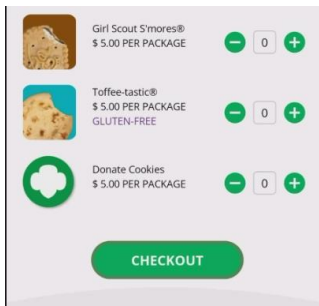 Girl Scout S'mores®
$ 5.00 PER PACKAGE
0
Toffee-tastic®
$ 5.00 PER PACKAGE
GLUTEN-FREE
0
Donate Cookies
$ 5.00 PER PACKAGE
0
CHECKOUT